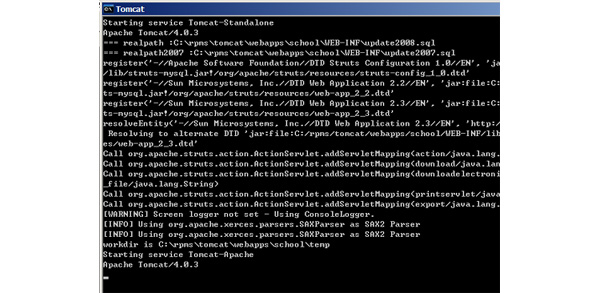 Tomcat
Starting service Tomcat-Standalone
Apache Tomcat/4.0.3
=== realpath :C:\rpms\tomcat\webapps\school\WEB-INF\update2008.sql
=== realpath2007 :C:\rpms\tomcat\webapps\school\WEB-INF\update2007.sql
register('-//Apache Software Foundation//DTD Struts Configuration 1.0//EN', 'ja
/lib/struts-mysql.jar!/org/apache/struts/resources/struts-config_1_0.dtd'
register('-//Sun Microsystems, Inc.//DTD Web Application 2.2//EN', 'jar:file:C:
ts-mysql.jar!/org/apache/struts/resources/web-app_2_2.dtd'
register('-//Sun Microsystems, Inc.//DTD Web Application 2.3//EN', 'jar:file:C:
ts-mysql.jar!/org/apache/struts/resources/web-app_2_3.dtd'
resolveEntity('-//Sun Microsystems, Inc.//DTD Web Application 2.3//EN', 'http:/
Resolving to alternate DTD 'jar:file:C:/rpms/tomcat/webapps/school/WEB-INF/lib
es/web-app_2_3.dtd'
Call org.apache.struts.action.ActionServlet.addServletMapping(action/java.lang.
Call org.apache.struts.action.ActionServlet.addServletMapping(download/java.lan
Call org.apache.struts.action.ActionServlet.addServletMapping(downloadelectroni
_file/java.lang.String)
Call org.apache.struts.action.ActionServlet.addServletMapping(printservlet/java
Call org.apache.struts.action.ActionServlet.addServletMapping(export/java.lang.
[WARNING] Screen logger not set - Using ConsoleLogger.
[INFO] Using org.apache.xerces.parsers.SAXParser as SAX2 Parser
[INFO] Using org.apache.xerces.parsers.SAXParser as SAX2 Parser
workdir is C:\rpms\tomcat\webapps\school\temp
Starting service Tomcat-Apache
Apache Tomcat/4.0.3